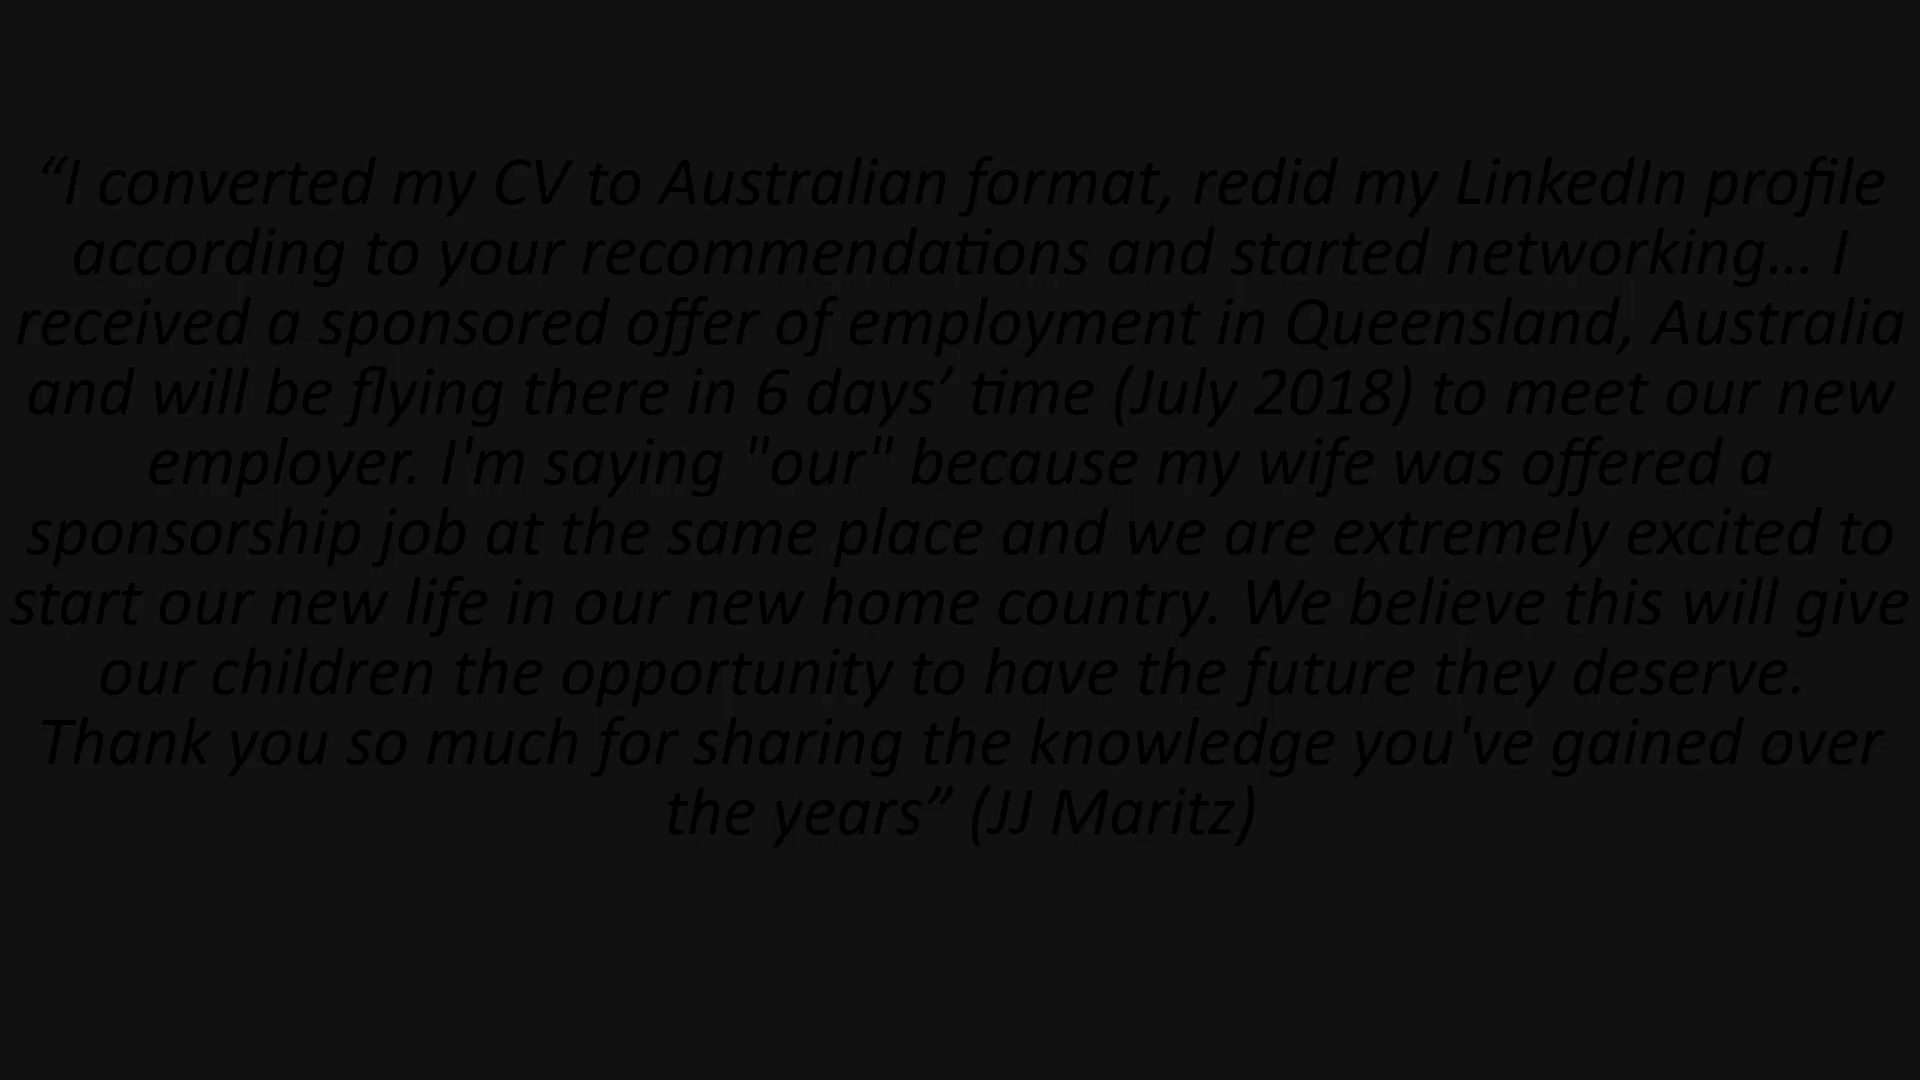 “I converted my CV to Australian format, redid my LinkedIn profile
according to your recommendations and started networking... I
received a sponsored offer of employment in Queensland, Australia
and will be flying there in 6 days’ time (July 2018) to meet our new
employer. I'm saying "our" because my wife was offered a
sponsorship job at the same place and we are extremely excited to
start our new life in our new home country. We believe this will give
our children the opportunity to have the future they deserve.
Thank you so much for sharing the knowledge you've gained over
the years” (JJ Maritz)